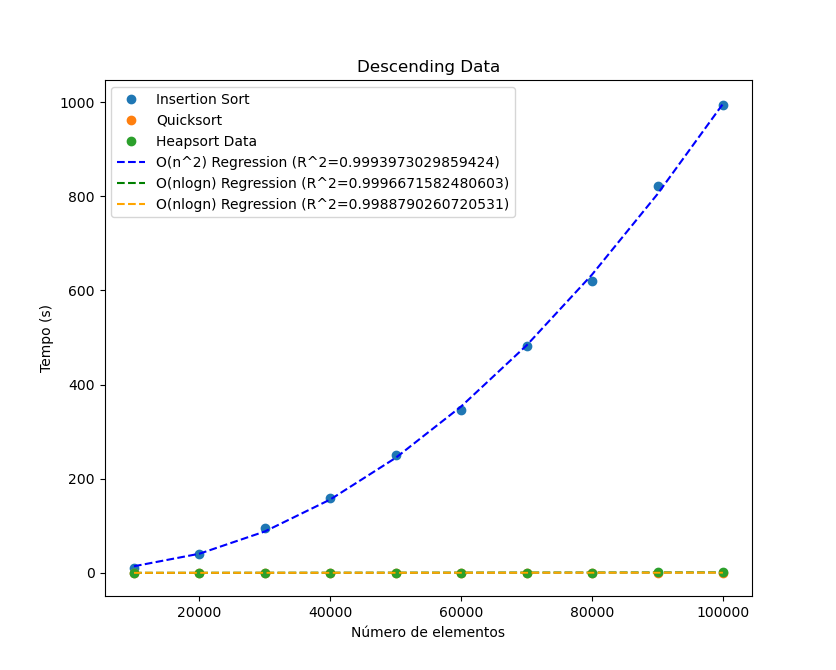 Descending Data
Insertion Sort
Quicksort
Heapsort Data
O(n^2) Regression (R^2=0.9993973029859424)
O(nlogn) Regression (R^2=0.9996671582480603)
O(nlogn) Regression (R^2=0.9988790260720531)
1000
800
600
400
200
0
Tempo (s)
20000 40000 60000 80000 100000
Número de elementos